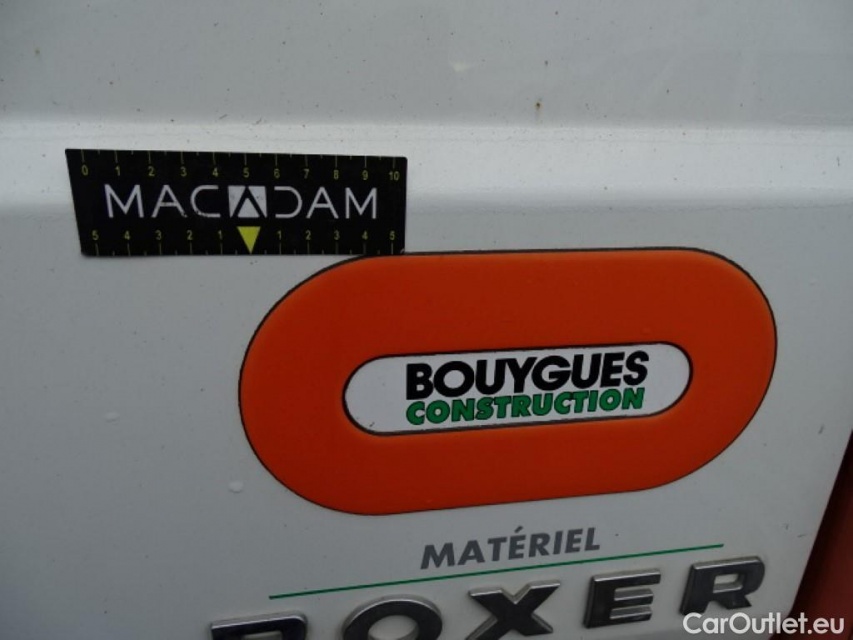 0 1 2 3 4 5 6 7 8 9 10
MACADAM
5 4 3 2 1 1 2 3 4 5
BOUYGUES
CONSTRUCTION
MATÉRIEL
BOXER
CarOutlet.eu